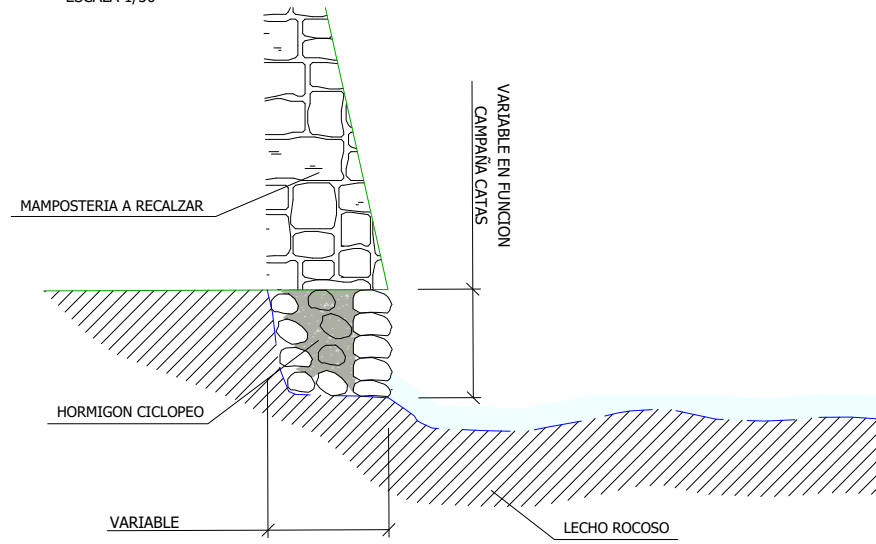 VARIABLE EN FUNCION
CAMPAÑA CATAS
MAMPOSTERIA A RECALZAR
HORMIGON CICLOPEO
VARIABLE
LECHO ROCOSO